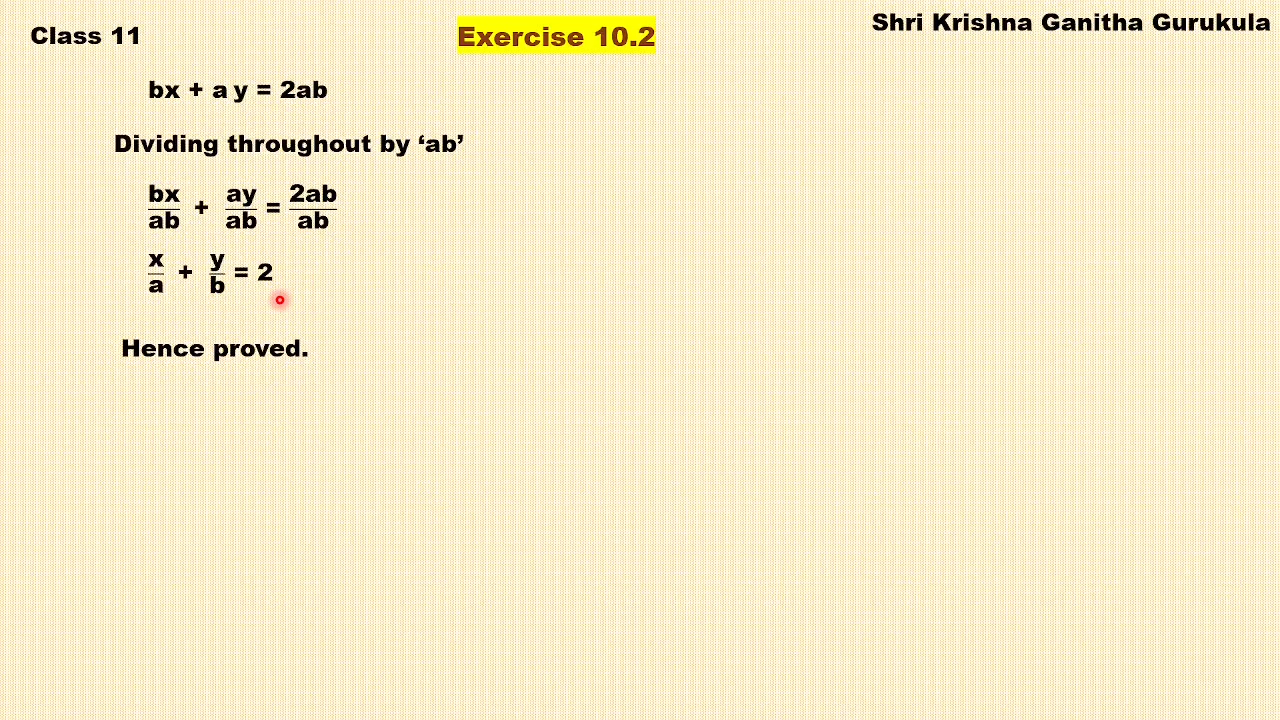 Shri Krishna Ganitha Gurukula
Class 11
Exercise 10.2
bx + a y = 2ab
Dividing throughout by ‘ab’
bx/ab + ay/ab = 2ab/ab
x/a + y/b = 2
Hence proved.